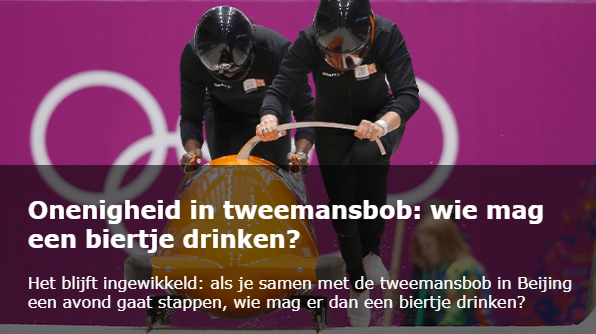 Onenigheid in tweemansbob: wie mag
een biertje drinken?
Het blijft ingewikkeld: als je samen met de tweemansbob in Beijing
een avond gaat stappen, wie mag er dan een biertje drinken?